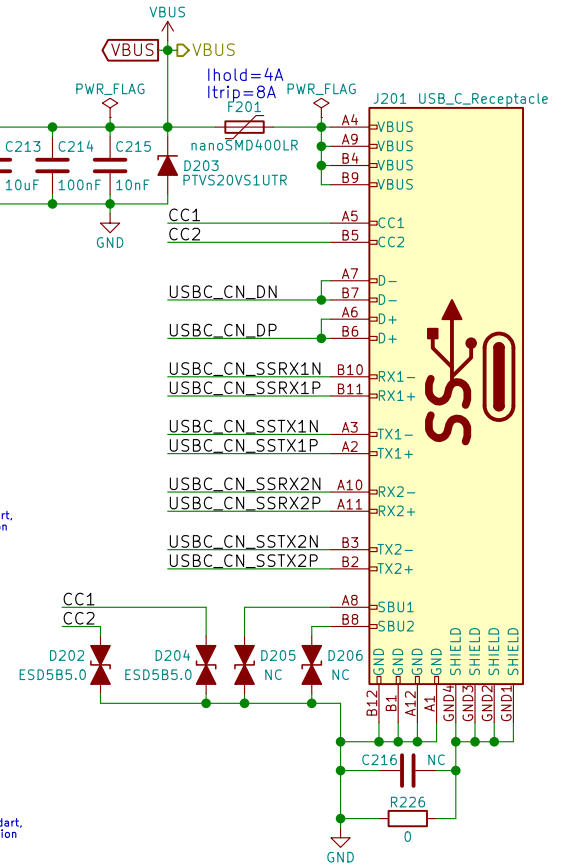 VBUS
VBUS
VBUS
Ihold=4A
Itrip=8A
PWR_FLAG
PWR_FLAG
F201
J201 USB_C_Receptacle
nanoSMD400LR
C213
C214
C215
10uF
100nF
10nF
D203
PTVS20VS1UTR
GND
A4
VBUS
A9
VBUS
B4
VBUS
B9
VBUS
CC1
A5
CC1
CC2
B5
CC2
A7
D-
USBC_CN_DN
B7
D-
A6
D+
USBC_CN_DP
B6
D+
USBC_CN_SSRX1N
B10
RX1-
USBC_CN_SSRX1P
B11
RX1+
USBC_CN_SSTX1N
A3
TX1-
USBC_CN_SSTX1P
A2
TX1+
USBC_CN_SSRX2N
A10
RX2-
USBC_CN_SSRX2P
A11
RX2+
USBC_CN_SSTX2N
B3
TX2-
USBC_CN_SSTX2P
B2
TX2+
SS
rt,
n
CC1
CC2
A8
SBU1
B8
SBU2
D202
ESD5B5.0
D204
ESD5B5.0
D205
NC
D206
NC
GND
GND
GND
GND
SHIELD
SHIELD
SHIELD
SHIELD
B12
B1
A12
A1
GND4
GND3
GND2
GND1
C216
NC
R226
0
GND
dart,
ion